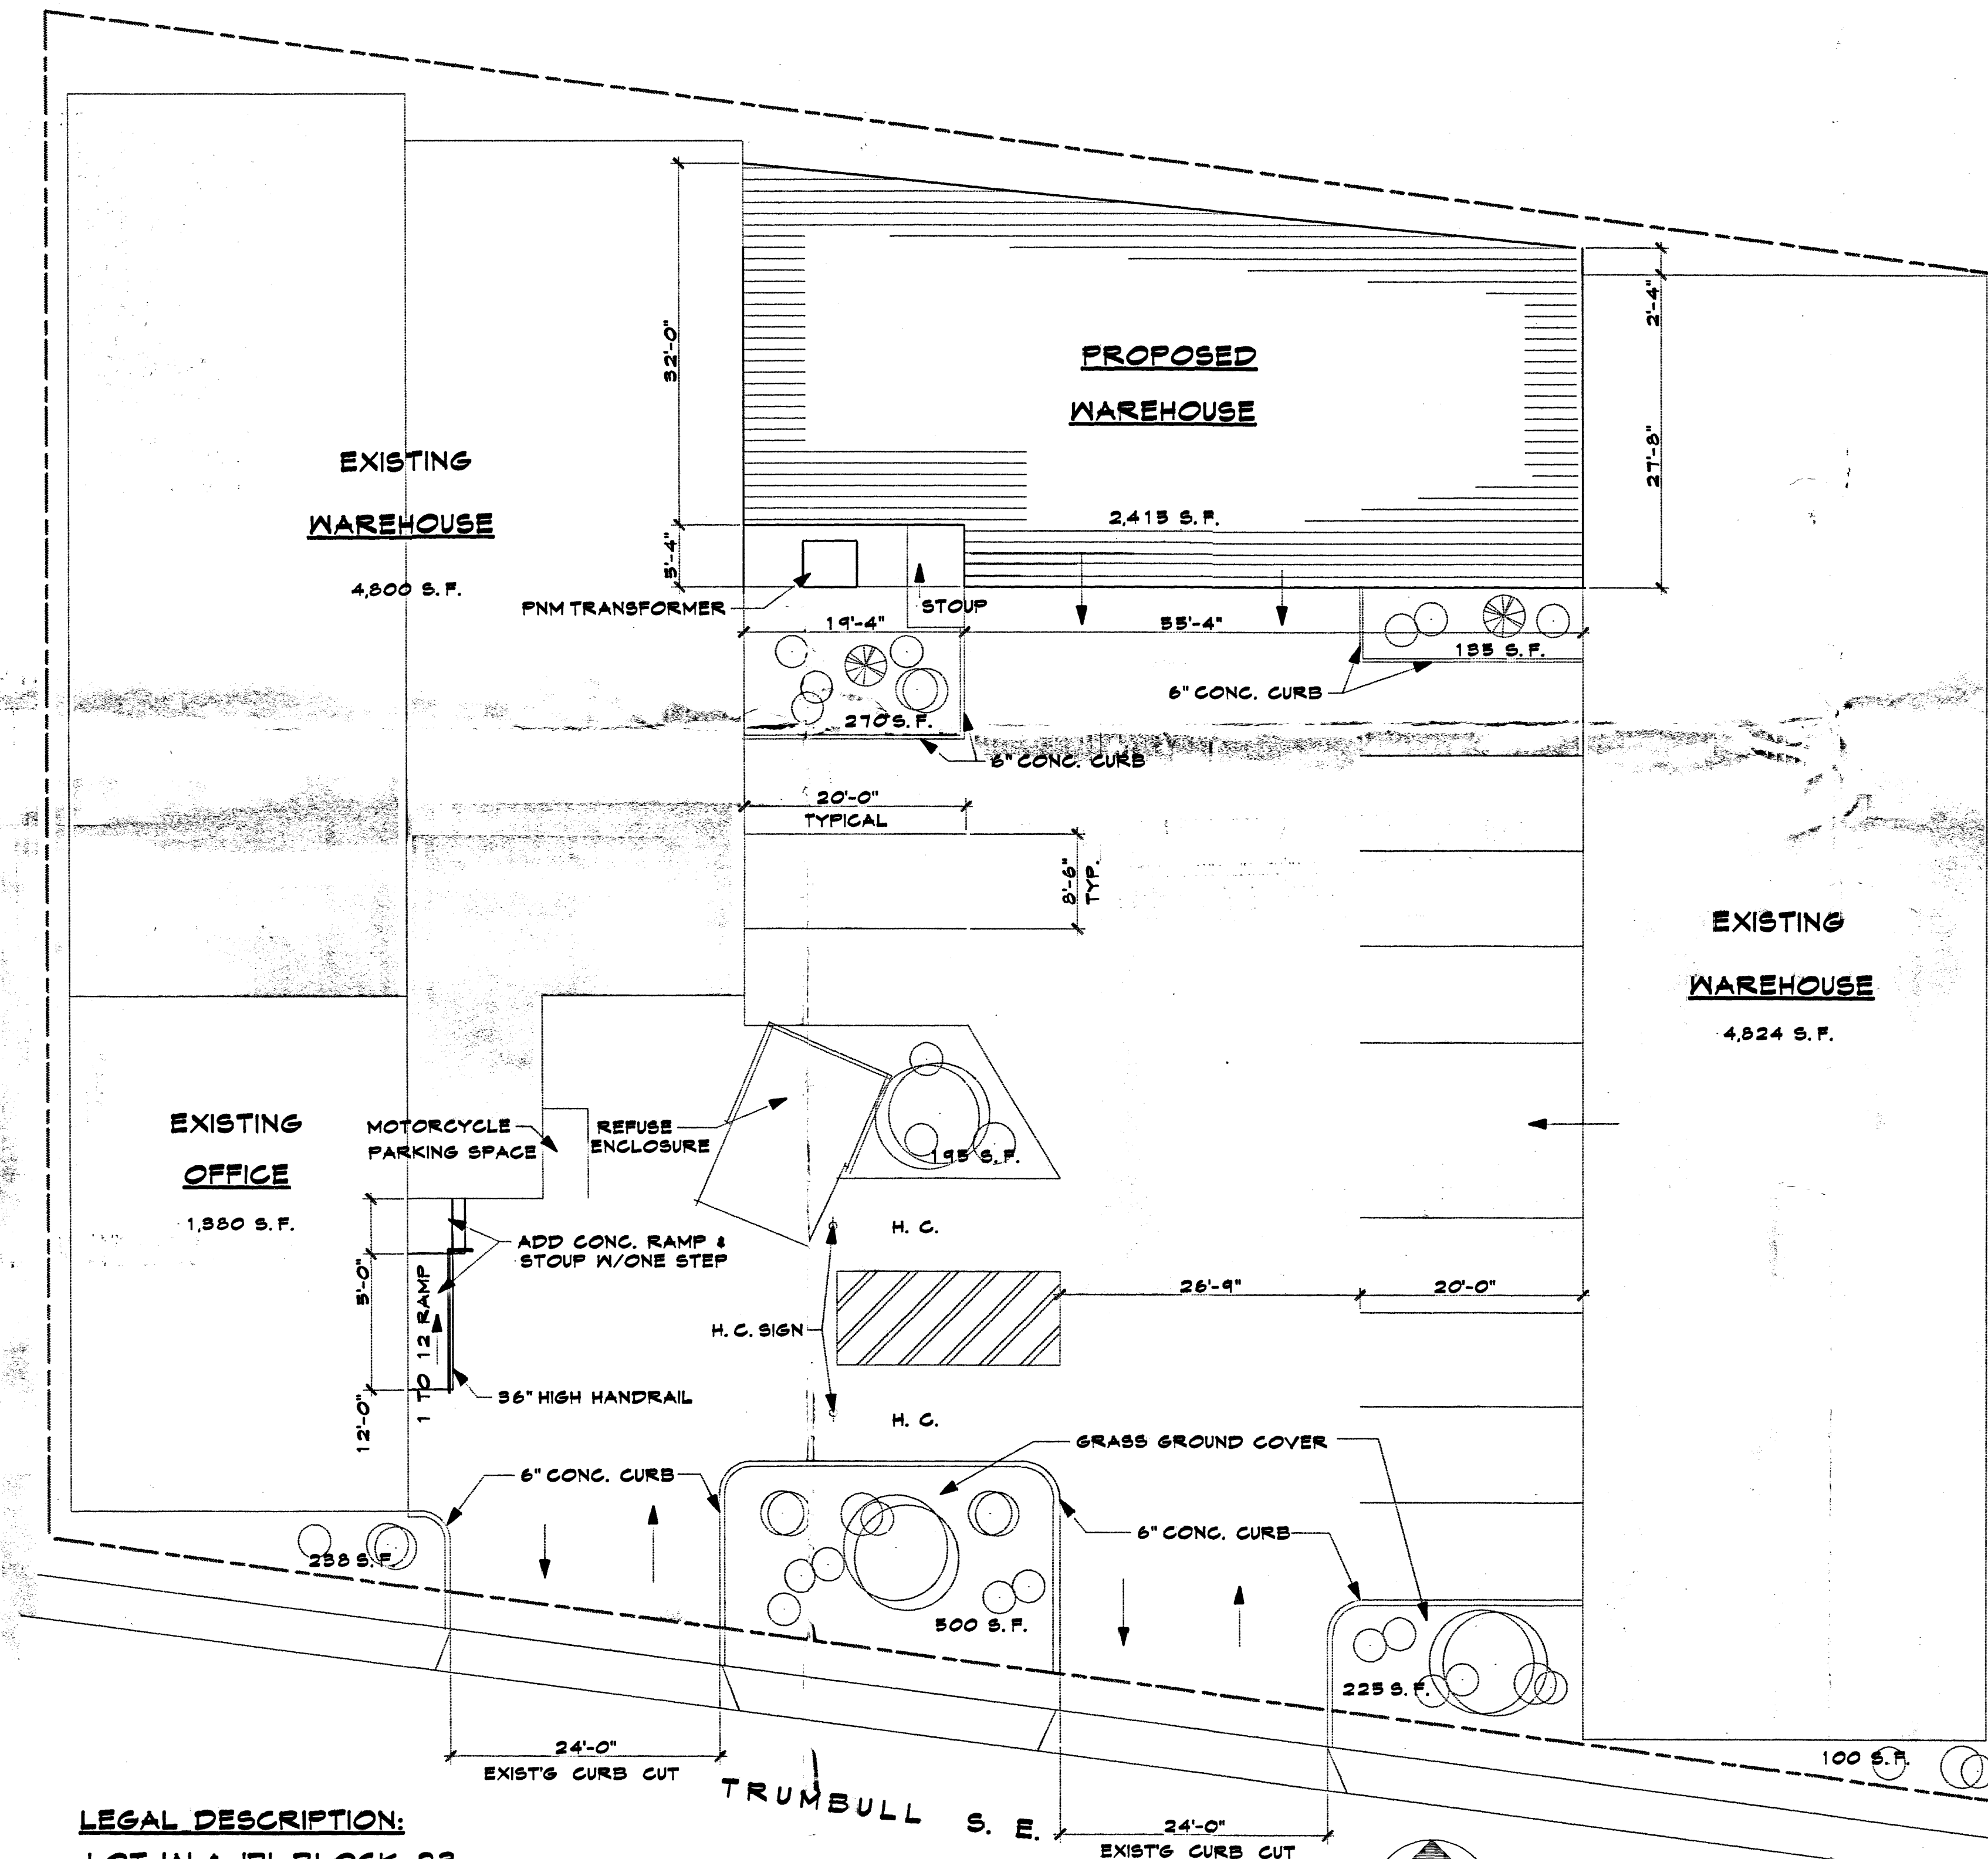 PROPOSED
WAREHOUSE
2,415 S.F.
32'-0"
5'-4"
2'-4"
27'-8"
EXISTING
WAREHOUSE
4,800 S.F.
PNM TRANSFORMER
STOUP
19'-4"
55'-4"
135 S.F.
6" CONC. CURB
270 S.F.
6" CONC. CURB
20'-0"
TYPICAL
8'-6"
TYP.
EXISTING
WAREHOUSE
4,824 S.F.
EXISTING
OFFICE
1,380 S.F.
MOTORCYCLE
PARKING SPACE
REFUSE
ENCLOSURE
195 S.F.
H. C.
ADD CONC. RAMP &
STOUP W/ONE STEP
5'-0"
12'-0"
1 TO 12 RAMP
H. C. SIGN
26'-9"
20'-0"
36" HIGH HANDRAIL
H. C.
GRASS GROUND COVER
6" CONC. CURB
6" CONC. CURB
238 S.F.
500 S.F.
225 S.F.
100 S.F.
24'-0"
EXIST'G CURB CUT
TRUMBULL S. E.
24'-0"
EXIST'G CURB CUT
LEGAL DESCRIPTION: